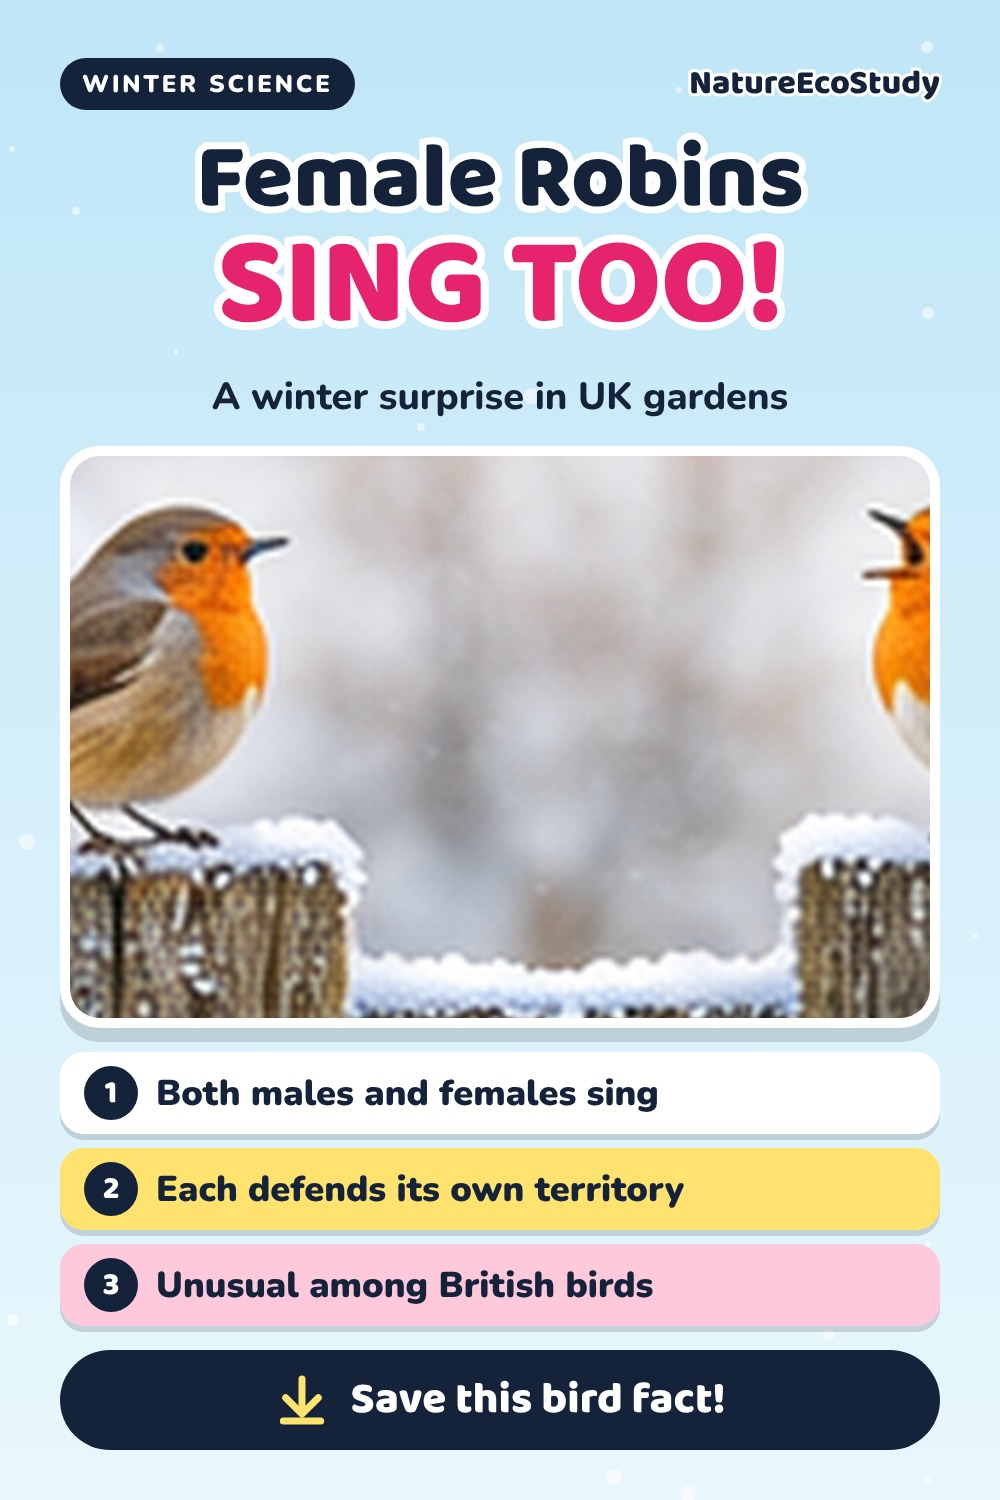 WINTER SCIENCE
NatureEcoStudy
Female Robins
SING TOO!
A winter surprise in UK gardens
1 Both males and females sing
2 Each defends its own territory
3 Unusual among British birds
Save this bird fact!